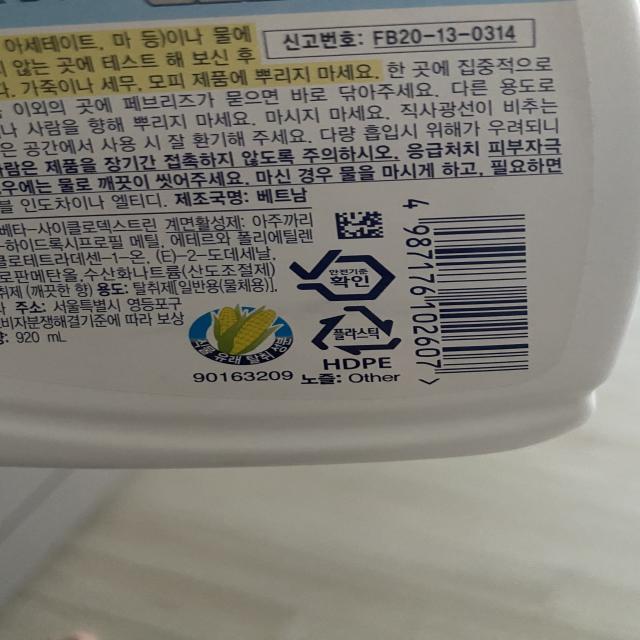 아세테이트, 마 등)이나 물에
않는 곳에 테스트 해 보신 후
신고번호: FB20-13-0314
다. 가죽이나 세무, 모피 제품에 뿌리지 마세요. 한 곳에 집중적으로
이외의 곳에 페브리즈가 묻으면 바로 닦아주세요. 다른 용도로
나 사람을 향해 뿌리지 마세요. 마시지 마세요. 직사광선이 비추는
은 공간에서 사용 시 잘 환기해 주세요. 다량 흡입시 위해가 우려되니
사람은 제품을 장기간 접촉하지 않도록 주의하시오. 응급처치 피부자극
우에는 물로 깨끗이 씻어주세요. 마신 경우 물을 마시게 하고, 필요하면
블 인도차이나 엘티디. 제조국명: 베트남
베타-사이클로덱스트린 계면활성제: 아주까리
-하이드록시프로필 메틸, 에테르와 폴리에틸렌
클로테트라데센-1-온, (E)-2-도데세날,
로판메탄올, 수산화나트륨(산도조절제)
취제 (깨끗한 향) 용도: 탈취제[일반용(물체용)].
주소: 서울특별시 영등포구
비자분쟁해결기준에 따라 보상
920 mL
안전기준
확인
플라스틱
HDPE
노즐: Other
유래 탈취 성분
90163209
4 987176 102607 >